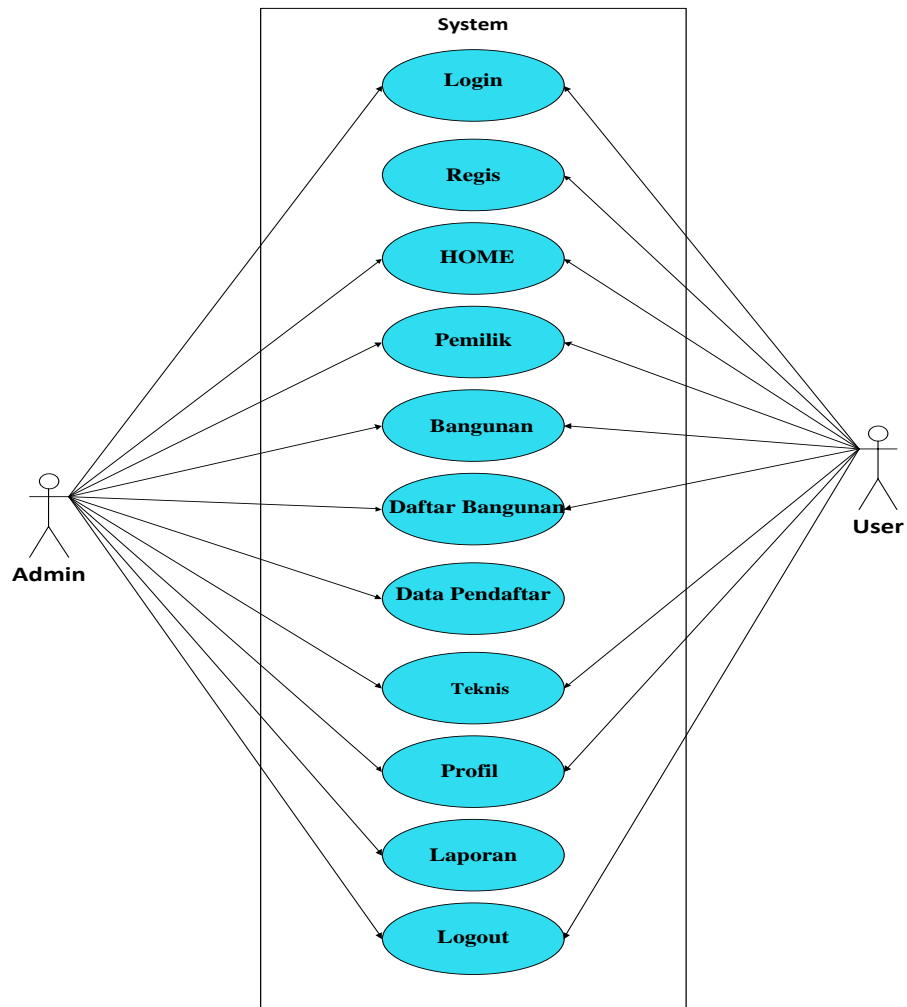 System
Login
Regis
HOME
Pemilik
Bangunan
Daftar Bangunan
Data Pendaftar
Teknis
Profil
Laporan
Logout
Admin
User